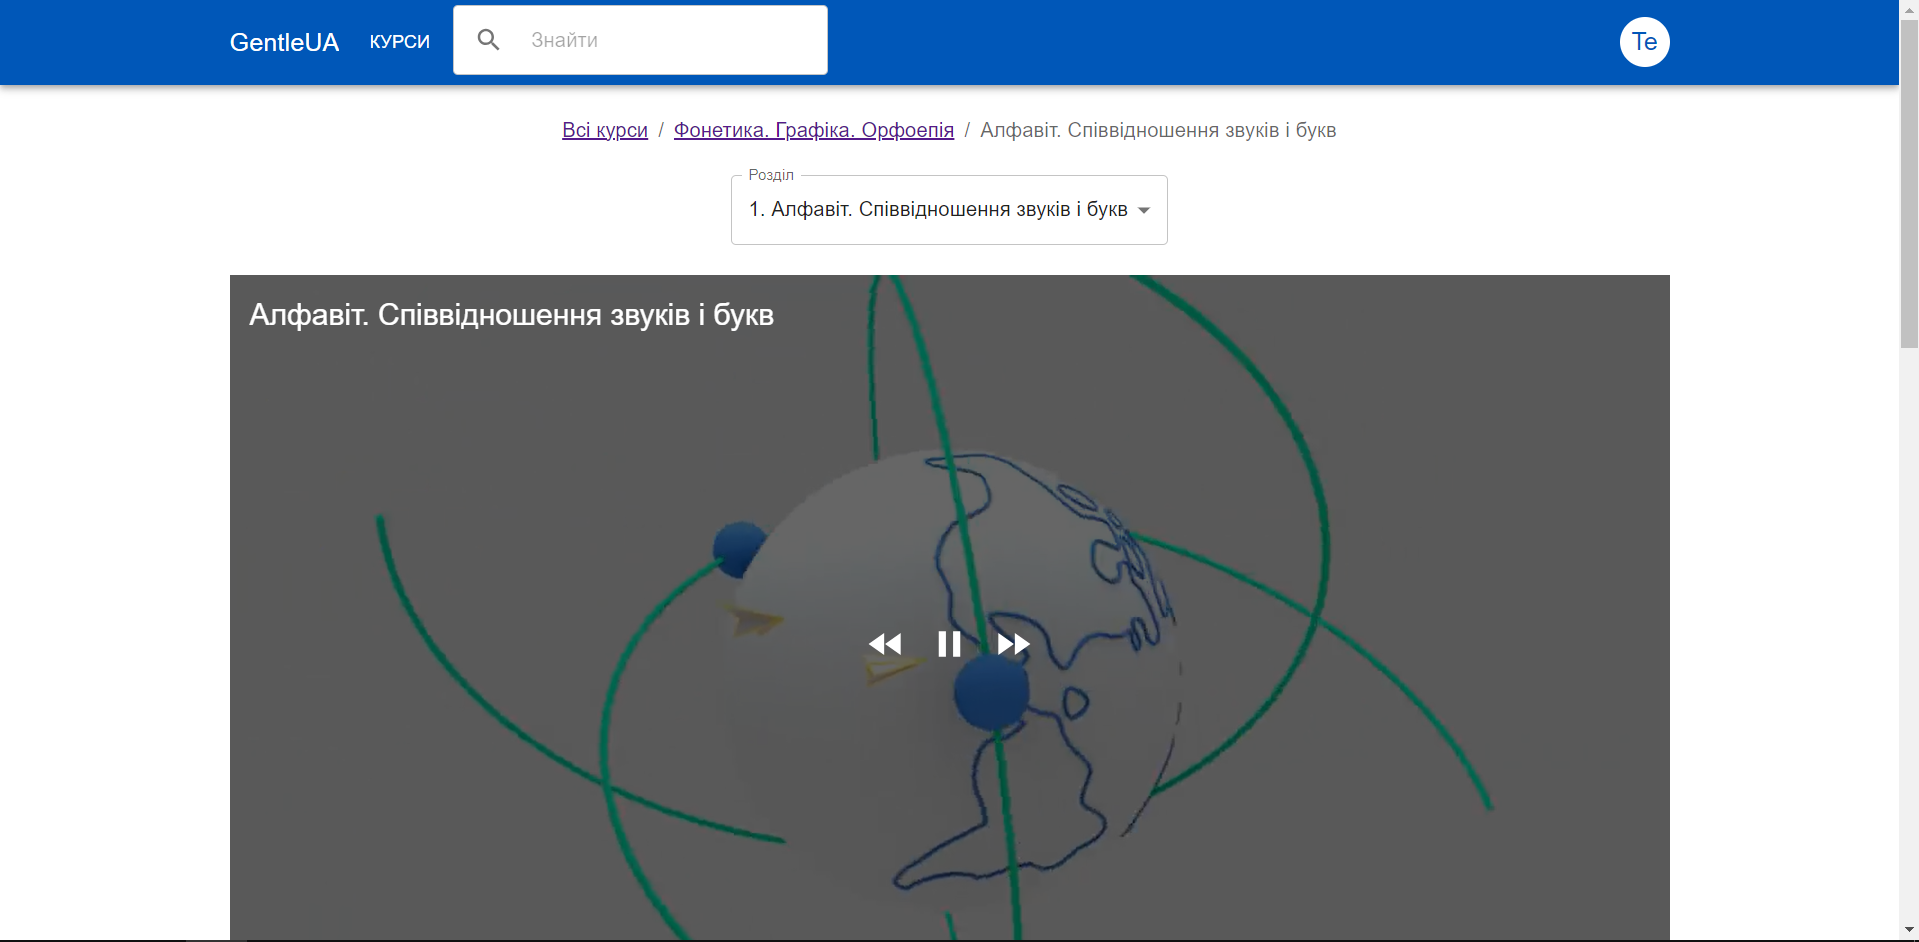 GentleUA КУРСИ Знайти Te
Всі курси / Фонетика. Графіка. Орфоепія / Алфавіт. Співвідношення звуків і букв
Розділ
1. Алфавіт. Співвідношення звуків і букв
Алфавіт. Співвідношення звуків і букв